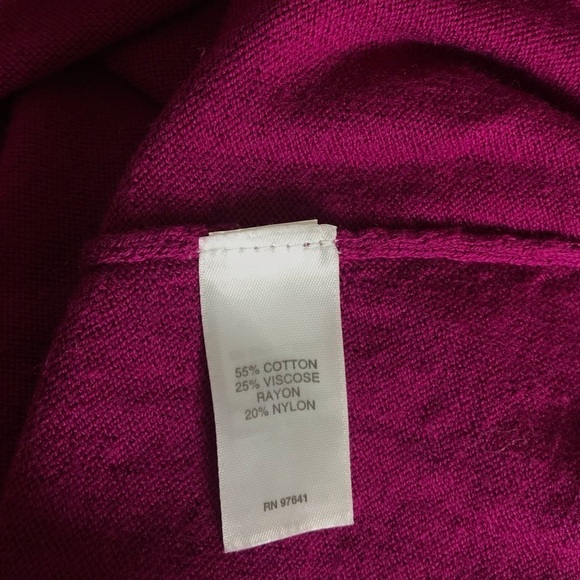 55% COTTON
25% VISCOSE
RAYON
20% NYLON
RN 97641